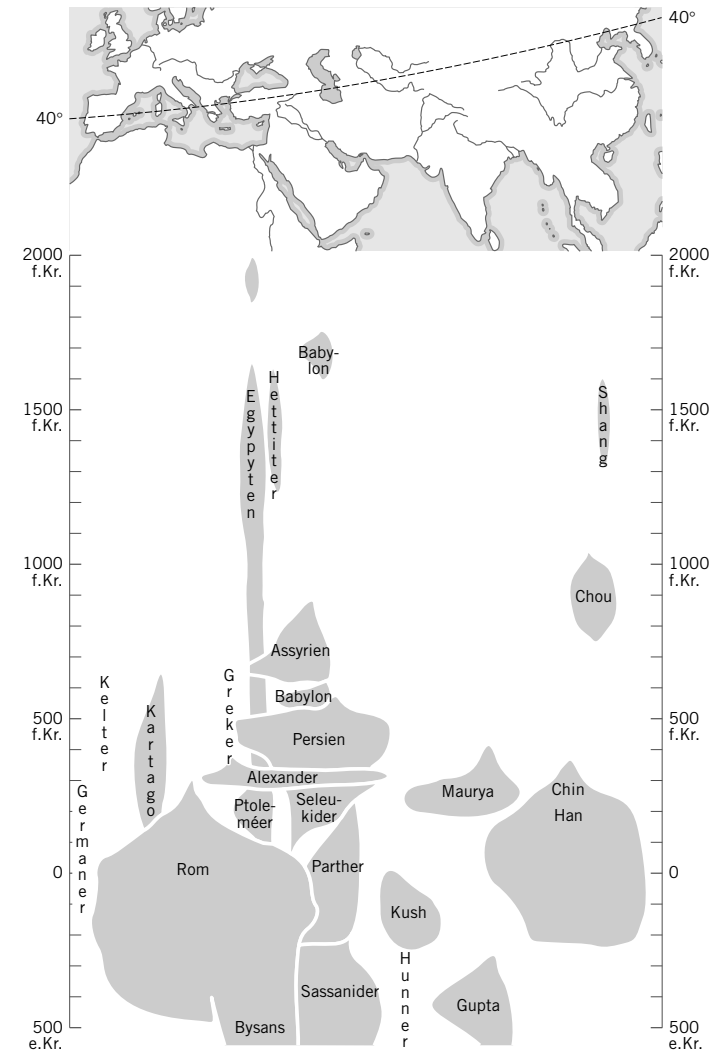 40°
40°
2000
f.Kr.
2000
f.Kr.
Baby-
lon
Hettiter
Egypten
Shang
1500
f.Kr.
1500
f.Kr.
1000
f.Kr.
1000
f.Kr.
Chou
Assyrien
Greker
Kelter
Kartago
Babylon
500
f.Kr.
500
f.Kr.
Persien
Alexander
Germaner
Maurya
Chin
Han
Ptole-
méer
Seleu-
kider
Rom
Parther
0
0
Kush
Hunner
Sassanider
Gupta
Bysans
500
e.Kr.
500
e.Kr.